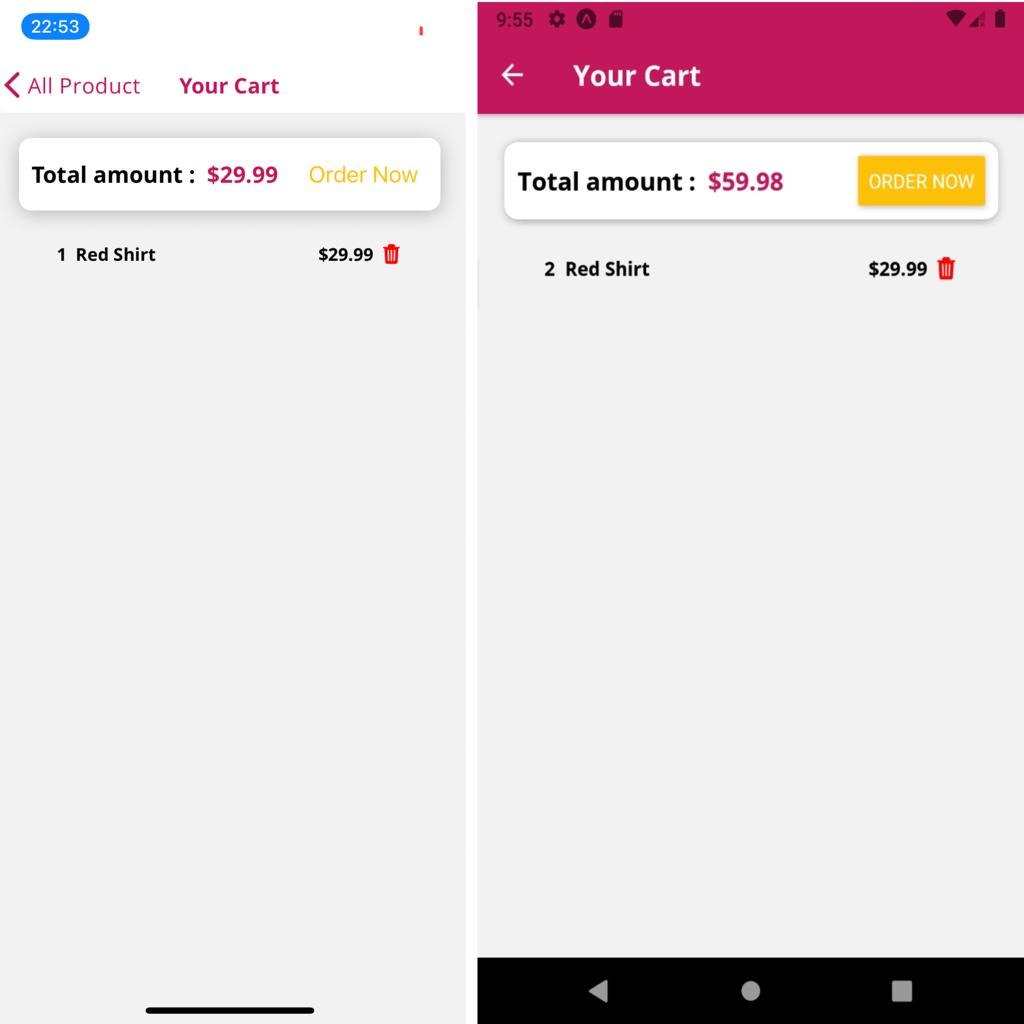 22:53
All Product Your Cart
Total amount : $29.99 Order Now
1 Red Shirt $29.99
9:55
Your Cart
Total amount : $59.98 ORDER NOW
2 Red Shirt $29.99